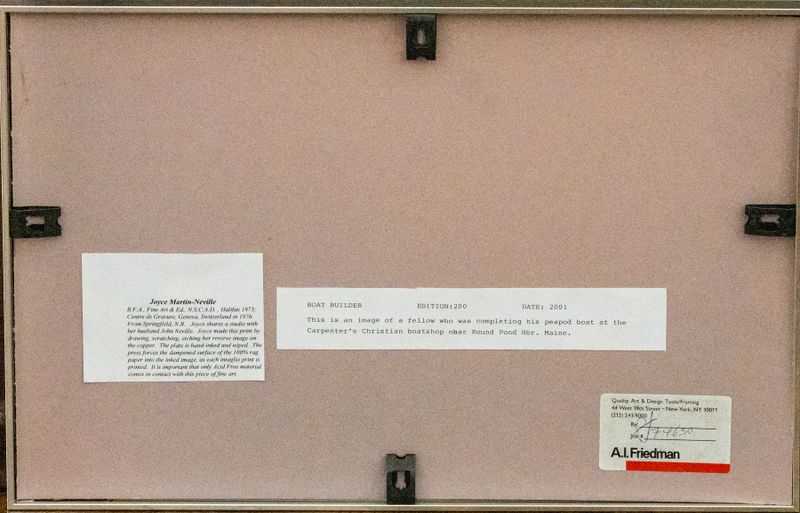 Joyce Martin-Neville
B.F.A., Fine Art & Ed., N.S.C.A.D., Halifax 1973;
Centre de Gravure, Geneva, Switzerland in 1976
From Springfield, N.B. Joyce shares a studio with
her husband John Neville. Joyce made this print by
drawing, scratching, etching her reverse image on
the copper. The plate is hand-inked and wiped. The
press forces the dampened surface of the 100% rag
paper into the inked image, as each intaglio print is
printed. It is important that only Acid Free material
comes in contact with this piece of fine art.
BOAT BUILDER EDITION:200 DATE: 2001
This is an image of a fellow who was completing his peapod boat at the
Carpenter's Christian boatshop near Round Pond Hbr. Maine.
Quality Art & Design Tools/Framing
44 West 18th Street - New York, NY 10011
(212) 243-9000
By
Job #
A.I. Friedman